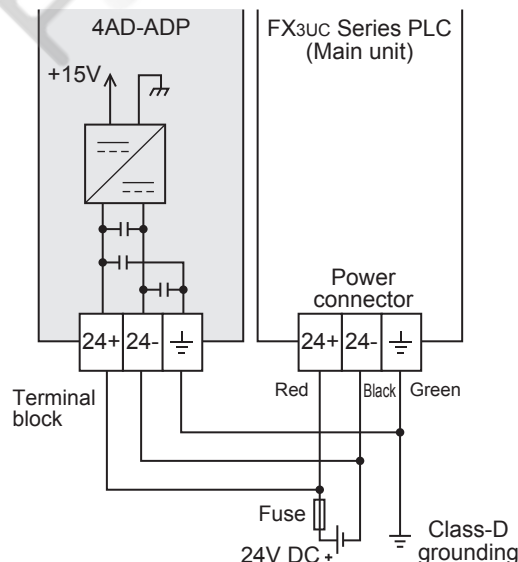 4AD-ADP
FX3UC Series PLC
(Main unit)
+15V
Power
connector
24+ 24-
24+ 24-
Terminal
block
Red Black Green
Fuse
24V DC +
Class-D
grounding